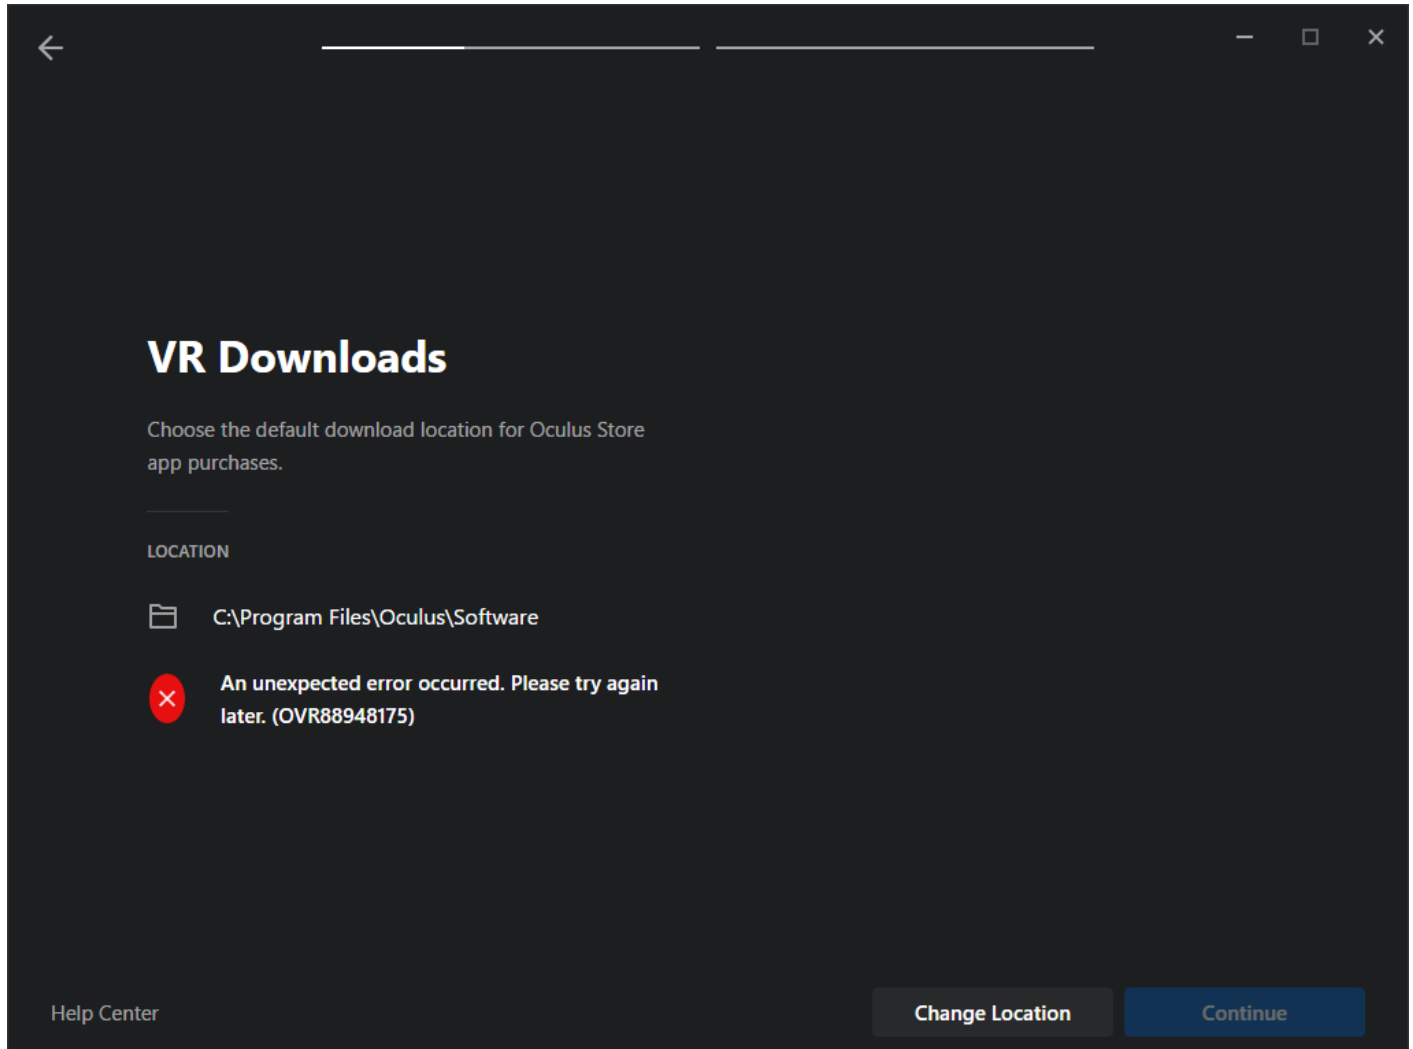 VR Downloads
Choose the default download location for Oculus Store
app purchases.
LOCATION
C:\Program Files\Oculus\Software
An unexpected error occurred. Please try again
later. (OVR88948175)
Help Center
Change Location
Continue